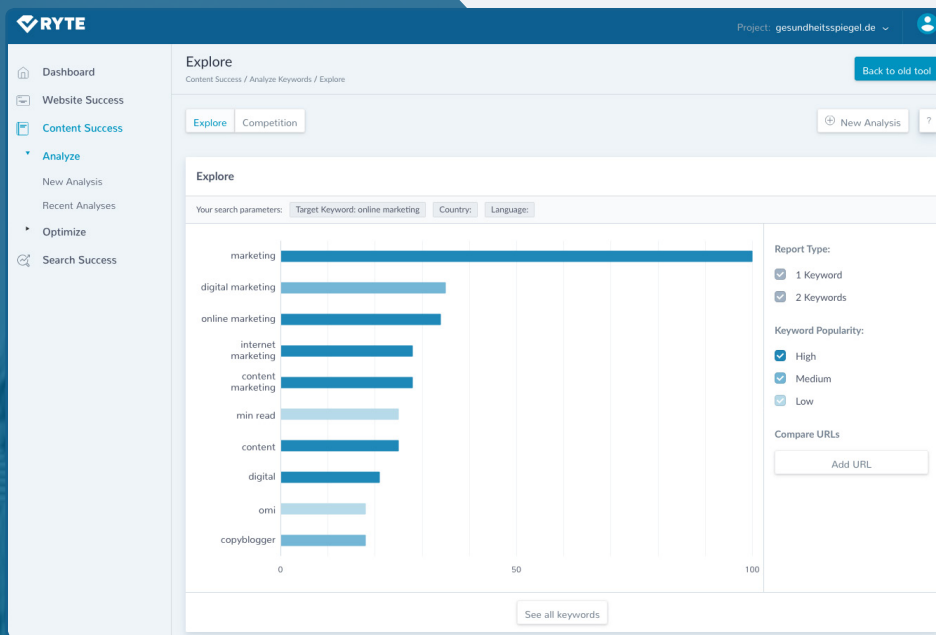 RYTE
Project: gesundheitsspiegel.de
Dashboard
Website Success
Content Success
Analyze
New Analysis
Recent Analyses
Optimize
Search Success
Explore
Content Success / Analyze Keywords / Explore
Back to old tool
Explore Competition
New Analysis ?
Explore
Your search parameters: Target Keyword: online marketing Country: Language:
marketing
digital marketing
online marketing
internet
marketing
content
marketing
min read
content
digital
omi
copyblogger
0 50 100
Report Type:
1 Keyword
2 Keywords
Keyword Popularity:
High
Medium
Low
Compare URLs
Add URL
See all keywords